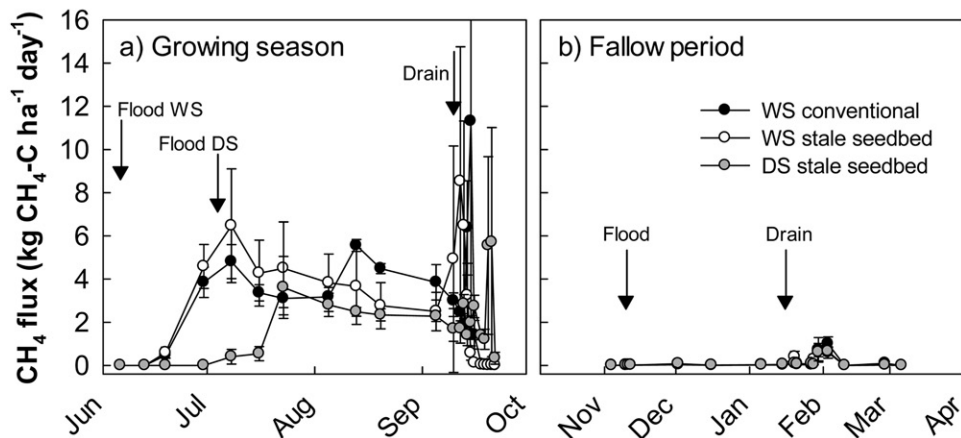 CH4 flux (kg CH4-C ha-1 day-1)
16
14
12
10
8
6
4
2
0
a) Growing season
Flood WS
Flood DS
Drain
Jun
Jul
Aug
Sep
Oct
b) Fallow period
WS conventional
WS stale seedbed
DS stale seedbed
Flood
Drain
Nov
Dec
Jan
Feb
Mar
Apr